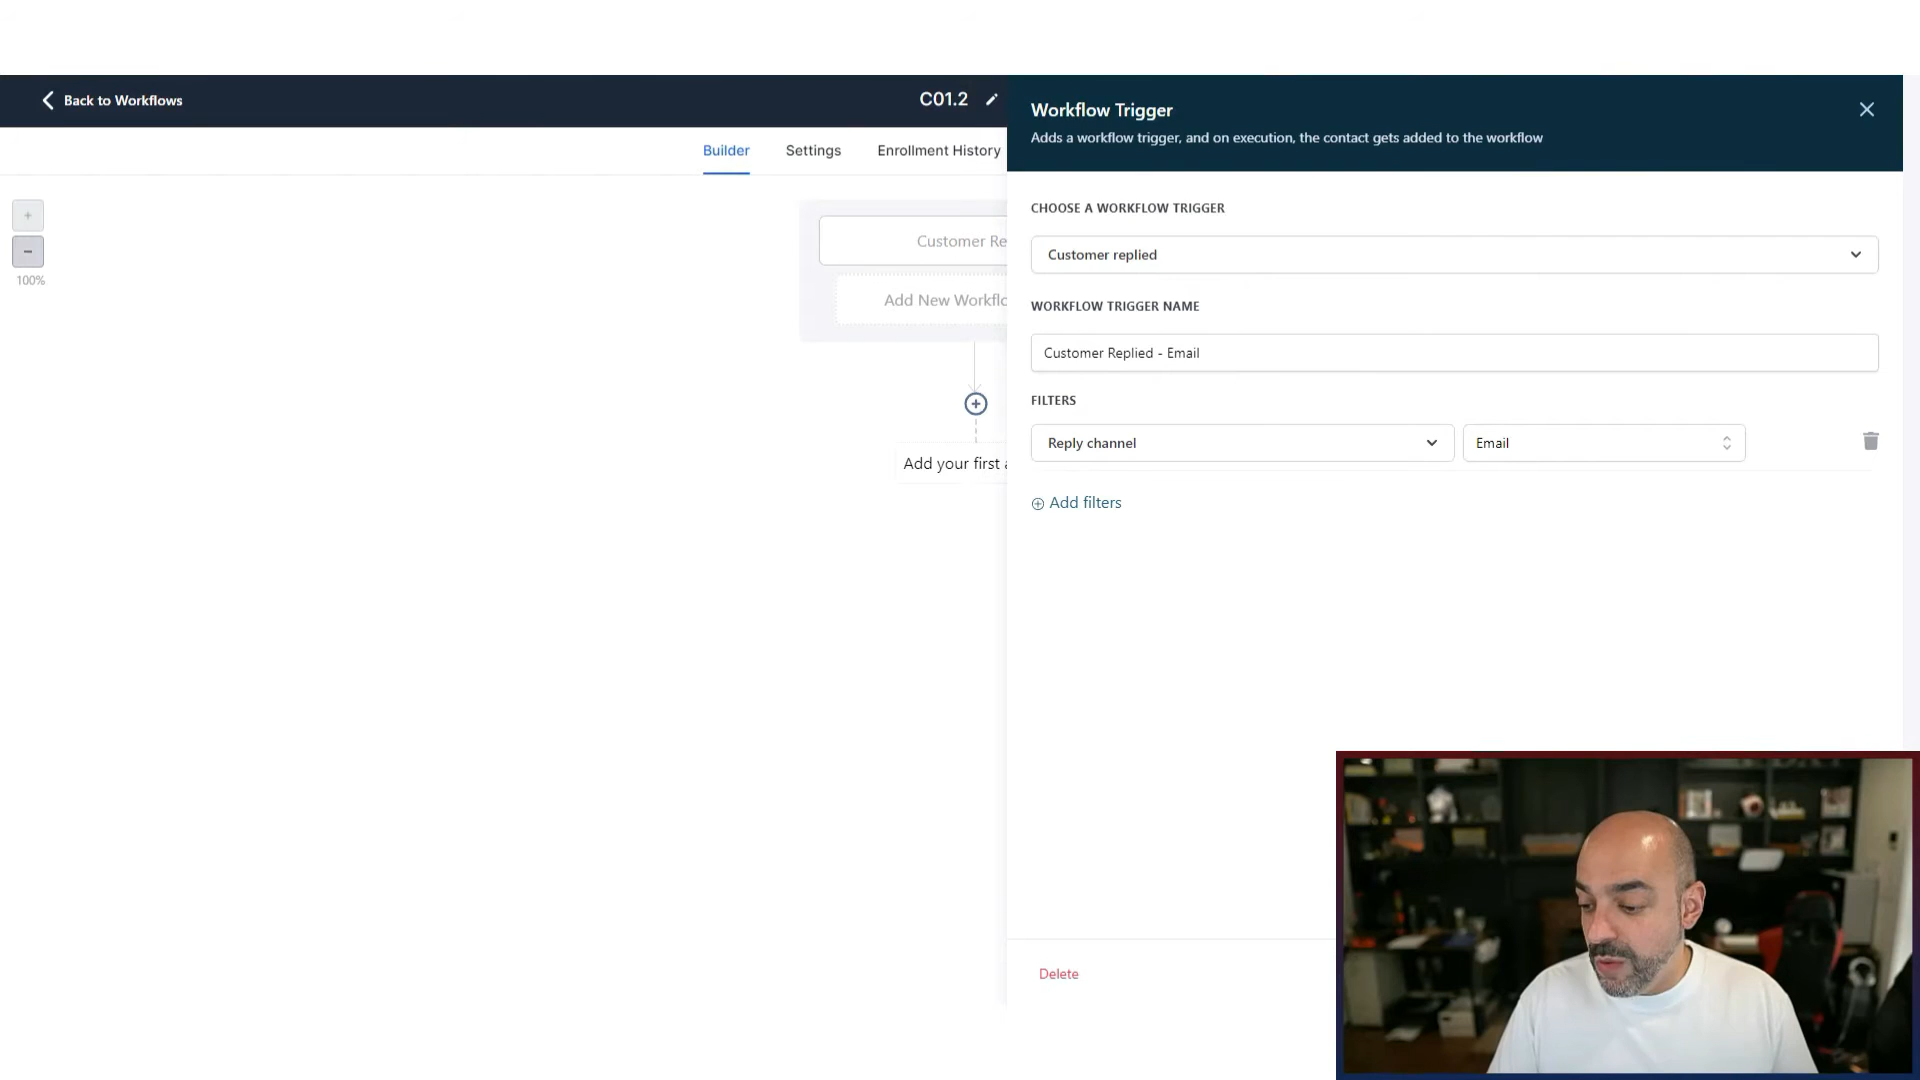 Back to Workflows
C01.2
Builder
Settings
Enrollment History
+
−
100%
Customer Re
Add New Workflo
Add your first a
Workflow Trigger
Adds a workflow trigger, and on execution, the contact gets added to the workflow
CHOOSE A WORKFLOW TRIGGER
Customer replied
WORKFLOW TRIGGER NAME
Customer Replied - Email
FILTERS
Reply channel
Email
Add filters
Delete